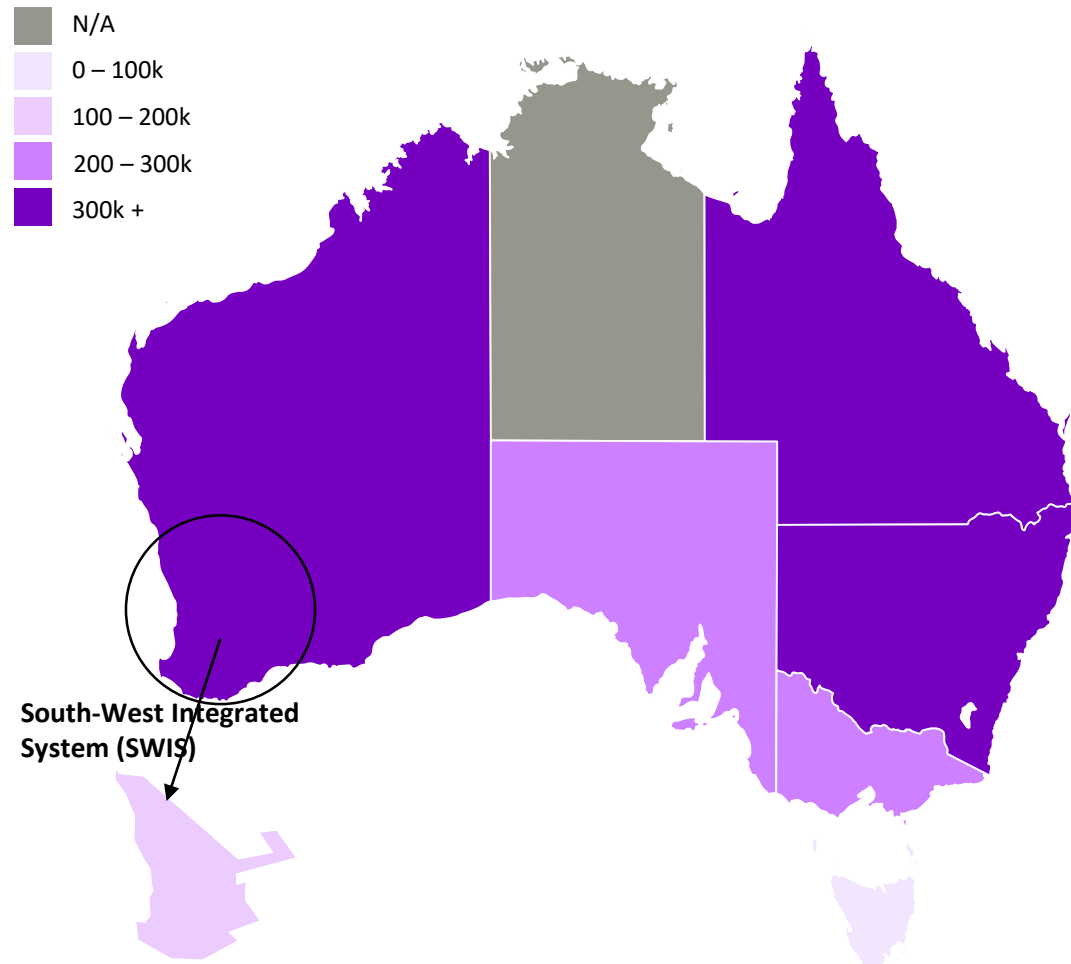 N/A
0 – 100k
100 – 200k
200 – 300k
300k +
South-West Integrated
System (SWIS)